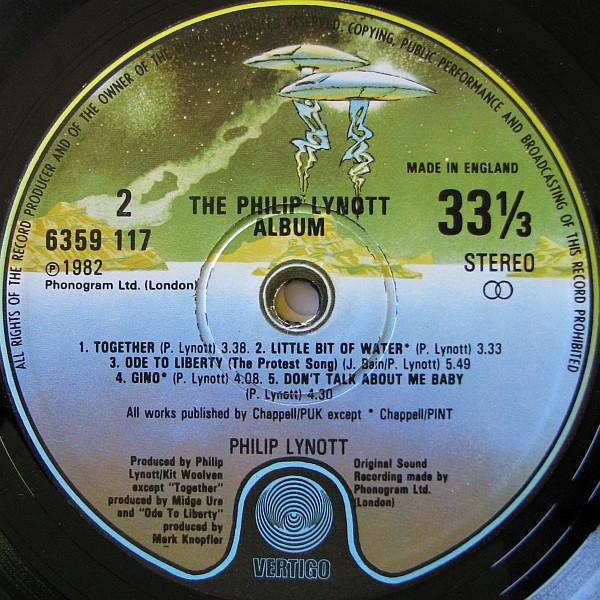 ALL RIGHTS OF THE RECORD PRODUCER AND OF THE OWNER OF THE RECORDED WORK RESERVED. COPYING, PUBLIC PERFORMANCE AND BROADCASTING OF THIS RECORD PROHIBITED
MADE IN ENGLAND
2
THE PHILIP LYNOTT
ALBUM
33⅓
6359 117
STEREO
℗1982
Phonogram Ltd. (London)
1. TOGETHER (P. Lynott) 3.38. 2. LITTLE BIT OF WATER* (P. Lynott) 3.33
3. ODE TO LIBERTY (The Protest Song) (J. Bain/P. Lynott) 5.49
4. GINO* (P. Lynott) 4:08. 5. DON'T TALK ABOUT ME BABY
(P. Lynott) 4.30
All works published by Chappell/PUK except * Chappell/PINT
PHILIP LYNOTT
Produced by Philip
Lynott/Kit Woolven
except "Together"
produced by Midge Ure
and "Ode To Liberty"
produced by
Mark Knopfler
Original Sound
Recording made by
Phonogram Ltd.
(London)
VERTIGO